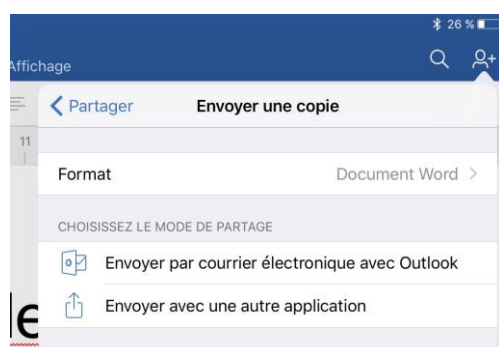 26 %
Affichage
Partager Envoyer une copie
11
Format Document Word
CHOISISSEZ LE MODE DE PARTAGE
Envoyer par courrier électronique avec Outlook
Envoyer avec une autre application
le